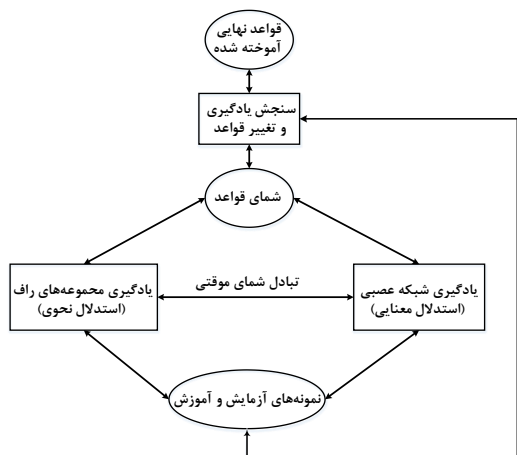 قواعد نهایی
آموخته شده
سنجش یادگیری
و تغییر قواعد
شمای قواعد
یادگیری شبکه عصبی
(استدلال معنایی)
تبادل شمای موقتی
یادگیری مجموعه‌های راف
(استدلال نحوی)
نمونه‌های آزمایش و آموزش